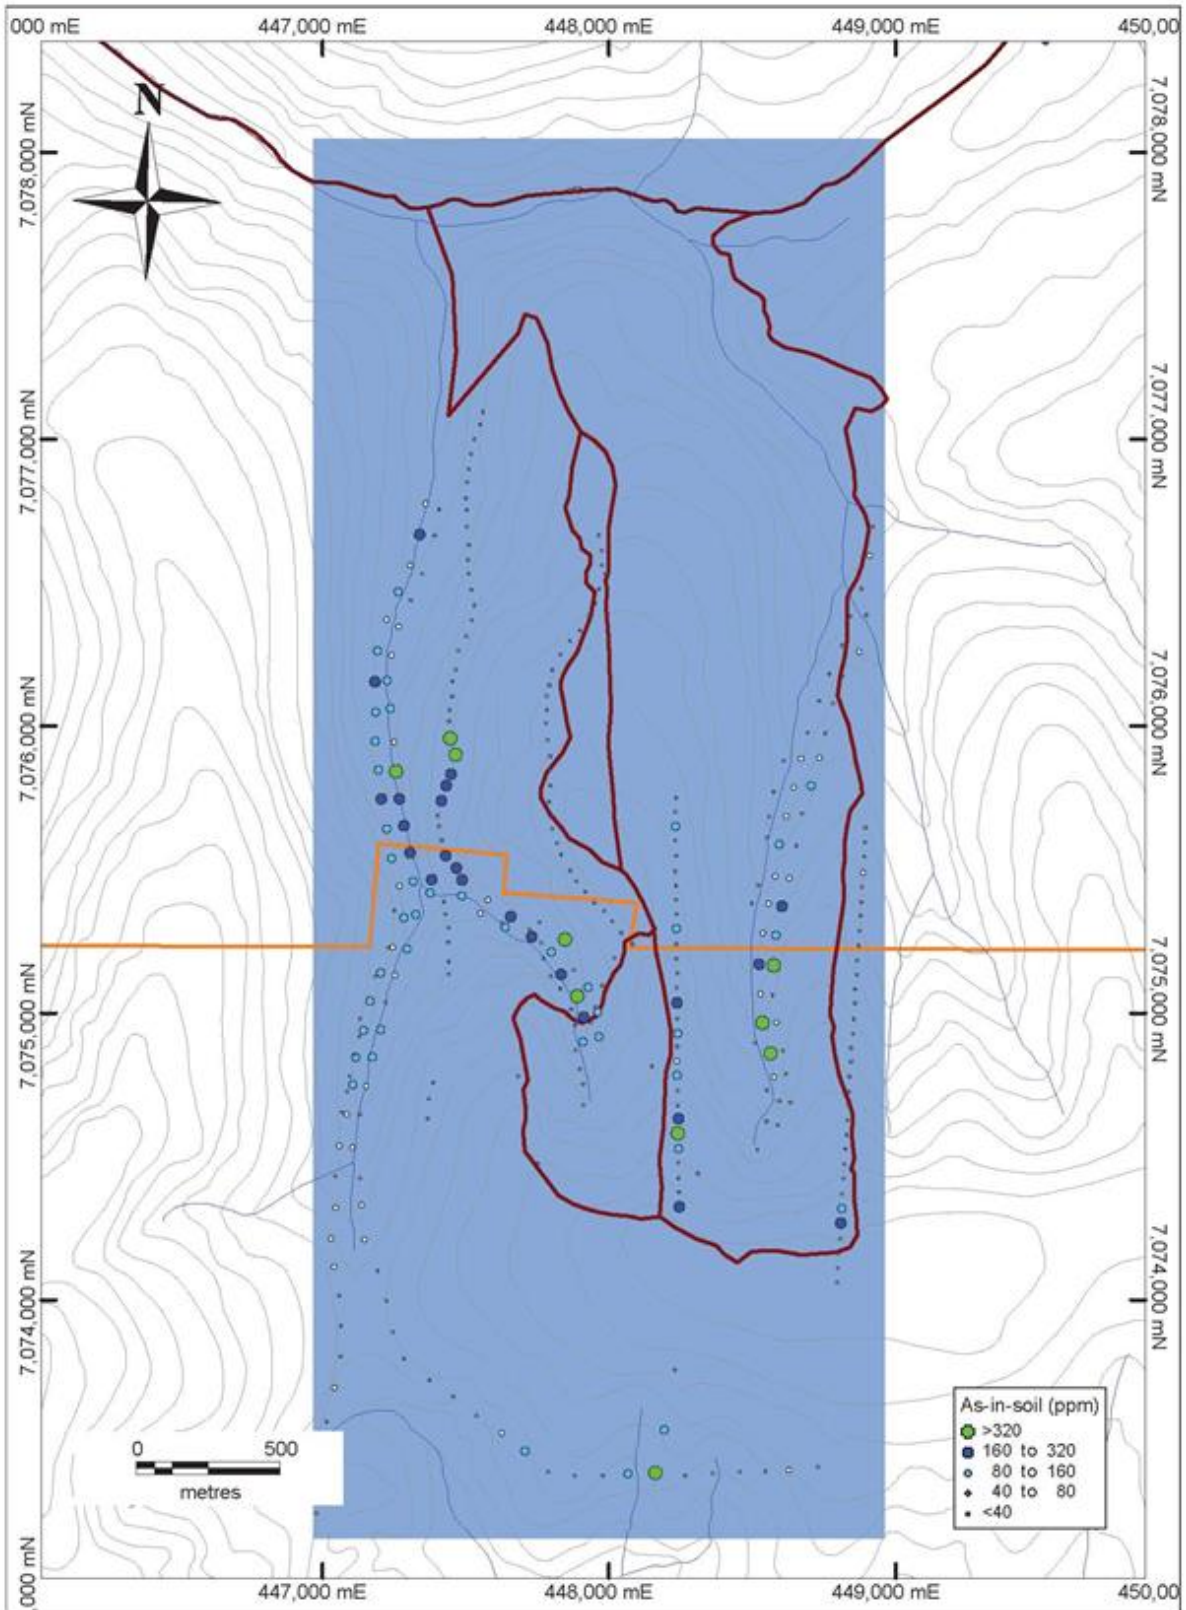 000 mE
447,000 mE
448,000 mE
449,000 mE
450,00
N
7,078,000 mN
7,078,000 mN
7,077,000 mN
7,077,000 mN
7,076,000 mN
7,076,000 mN
7,075,000 mN
7,075,000 mN
7,074,000 mN
7,074,000 mN
As-in-soil (ppm)
>320
160 to 320
80 to 160
40 to 80
<40
0 500
metres
,000 mN
447,000 mE
448,000 mE
449,000 mE
450,00